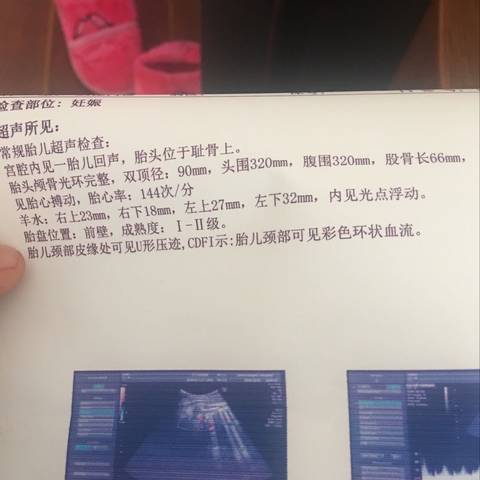 检查部位：妊娠
超声所见：
常规胎儿超声检查：
宫腔内见一胎儿回声，胎头位于耻骨上。
胎头颅骨光环完整，双顶径：90mm，头围320mm，腹围320mm，股骨长66mm，
见胎心搏动，胎心率：144次/分
羊水：右上23mm，右下18mm，左上27mm，左下32mm，内见光点浮动。
胎盘位置：前壁，成熟度：Ⅰ-Ⅱ级。
胎儿颈部皮缘处可见U形压迹,CDFI示:胎儿颈部可见彩色环状血流。